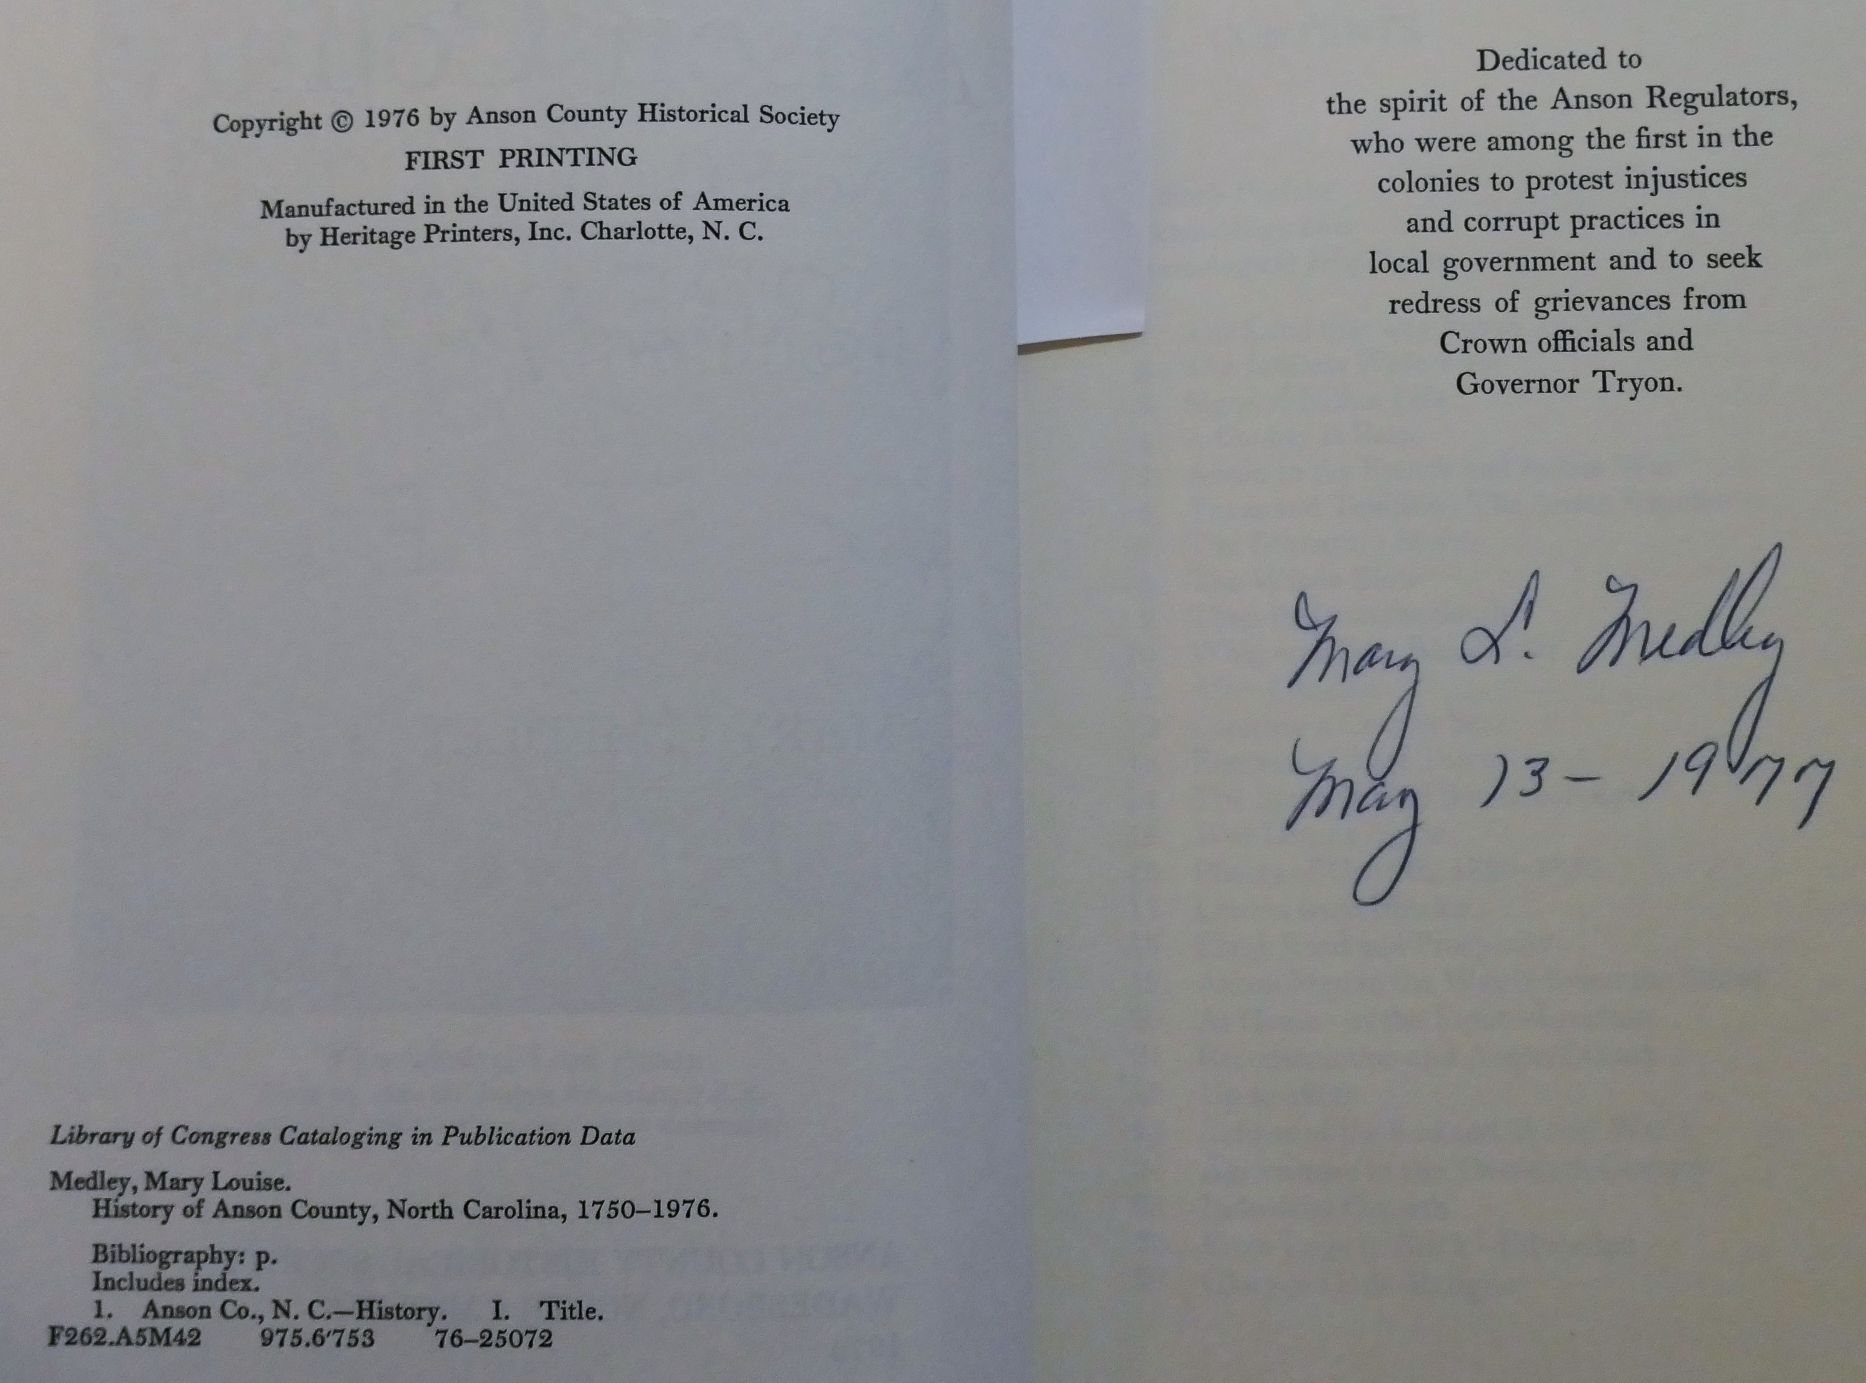 Copyright © 1976 by Anson County Historical Society
FIRST PRINTING
Manufactured in the United States of America
by Heritage Printers, Inc. Charlotte, N. C.
Library of Congress Cataloging in Publication Data
Medley, Mary Louise.
History of Anson County, North Carolina, 1750–1976.
Bibliography: p.
Includes index.
1. Anson Co., N. C.—History. I. Title.
F262.A5M42 975.6'753 76–25072
Dedicated to
the spirit of the Anson Regulators,
who were among the first in the
colonies to protest injustices
and corrupt practices in
local government and to seek
redress of grievances from
Crown officials and
Governor Tryon.
Mary L. Medley
May 13 – 1977